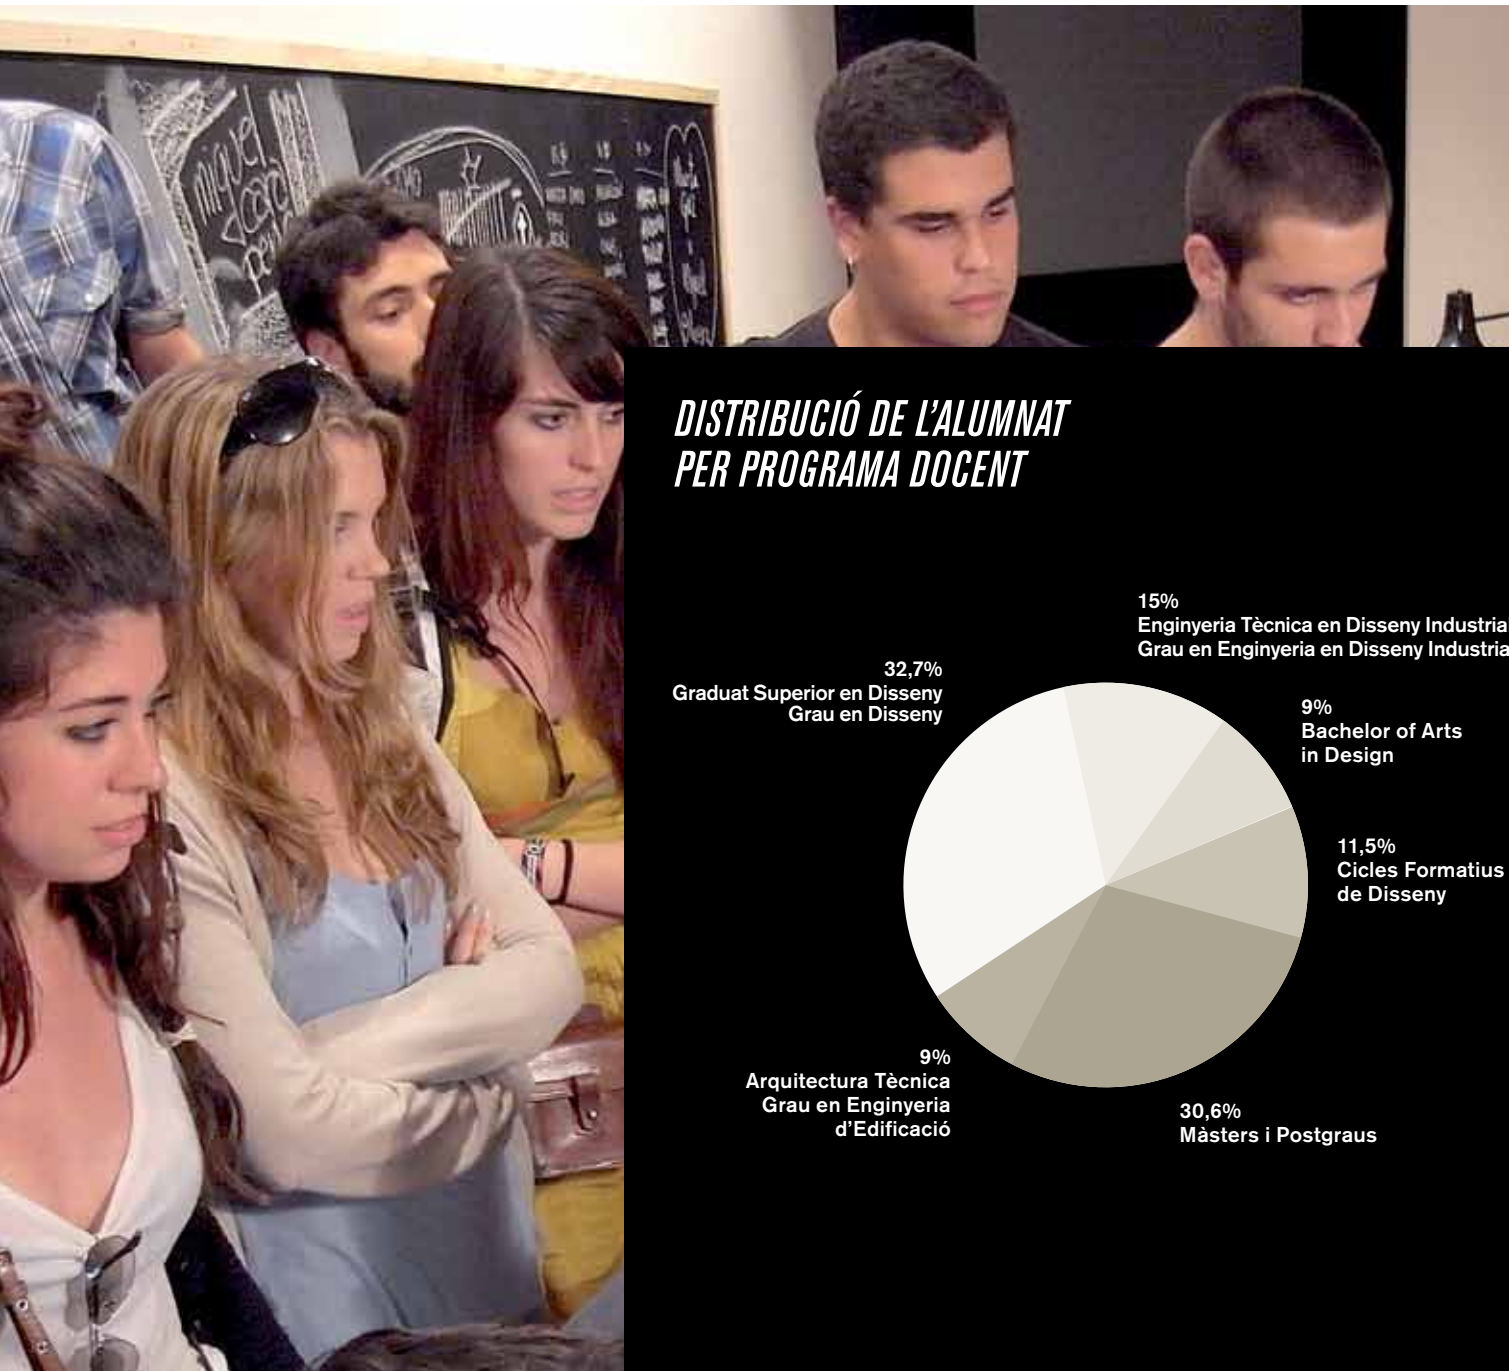 miquel
DISTRIBUCIÓ DE L'ALUMNAT
PER PROGRAMA DOCENT
15%
Enginyeria Tècnica en Disseny Industria
Grau en Enginyeria en Disseny Industria
32,7%
Graduat Superior en Disseny
Grau en Disseny
9%
Bachelor of Arts
in Design
11,5%
Cicles Formatius
de Disseny
9%
Arquitectura Tècnica
Grau en Enginyeria
d'Edificació
30,6%
Màsters i Postgraus